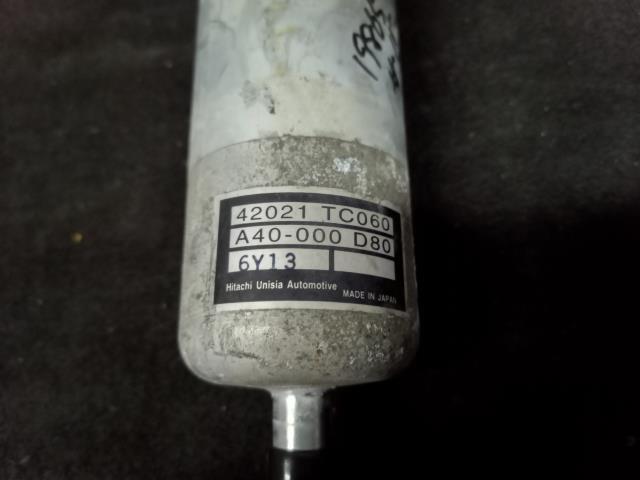 42021 TC060
A40-000 D80
6Y13
Hitachi Unisia Automotive
MADE IN JAPAN